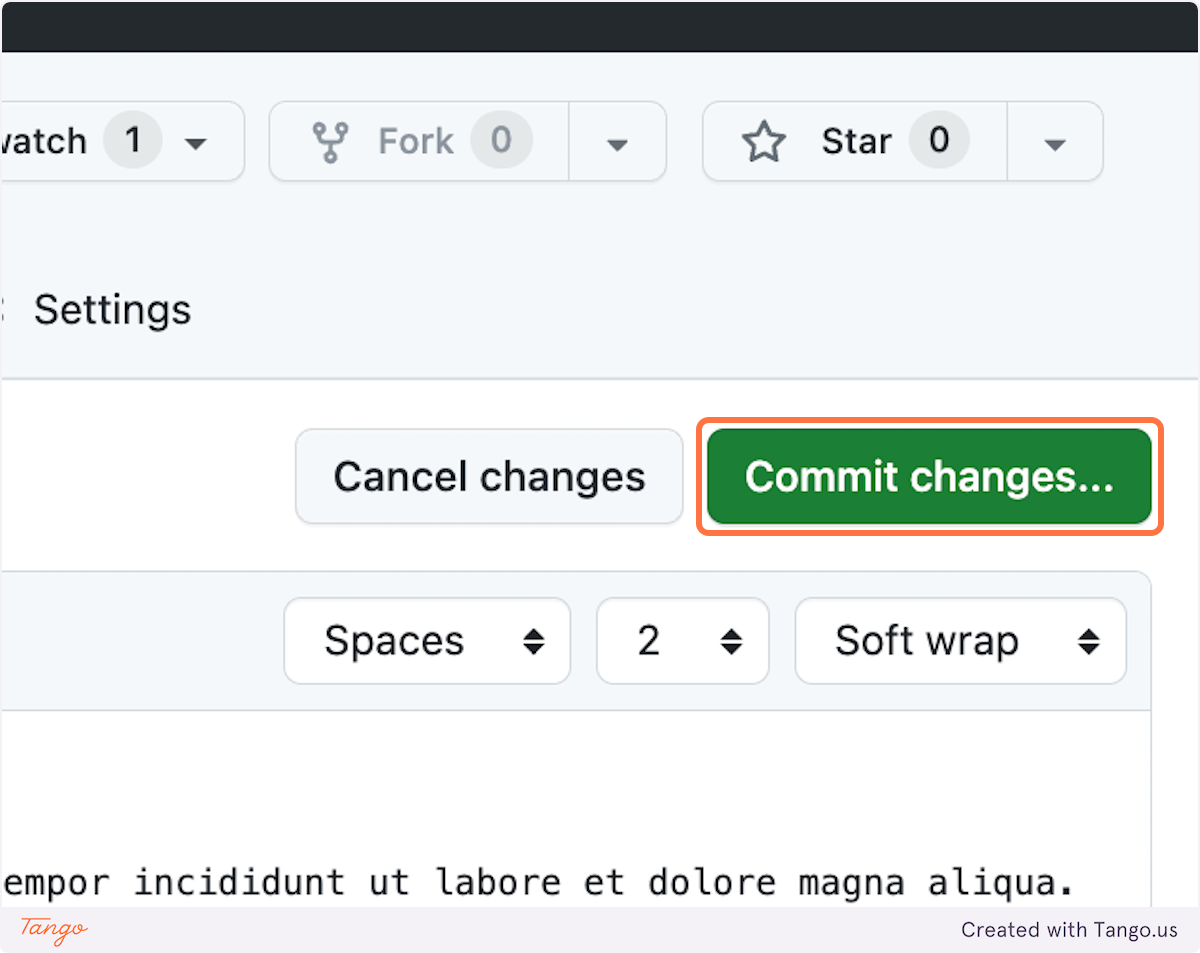 watch 1 Fork 0 Star 0
Settings
Cancel changes Commit changes...
Spaces 2 Soft wrap
empor incididunt ut labore et dolore magna aliqua.
Tango Created with Tango.us